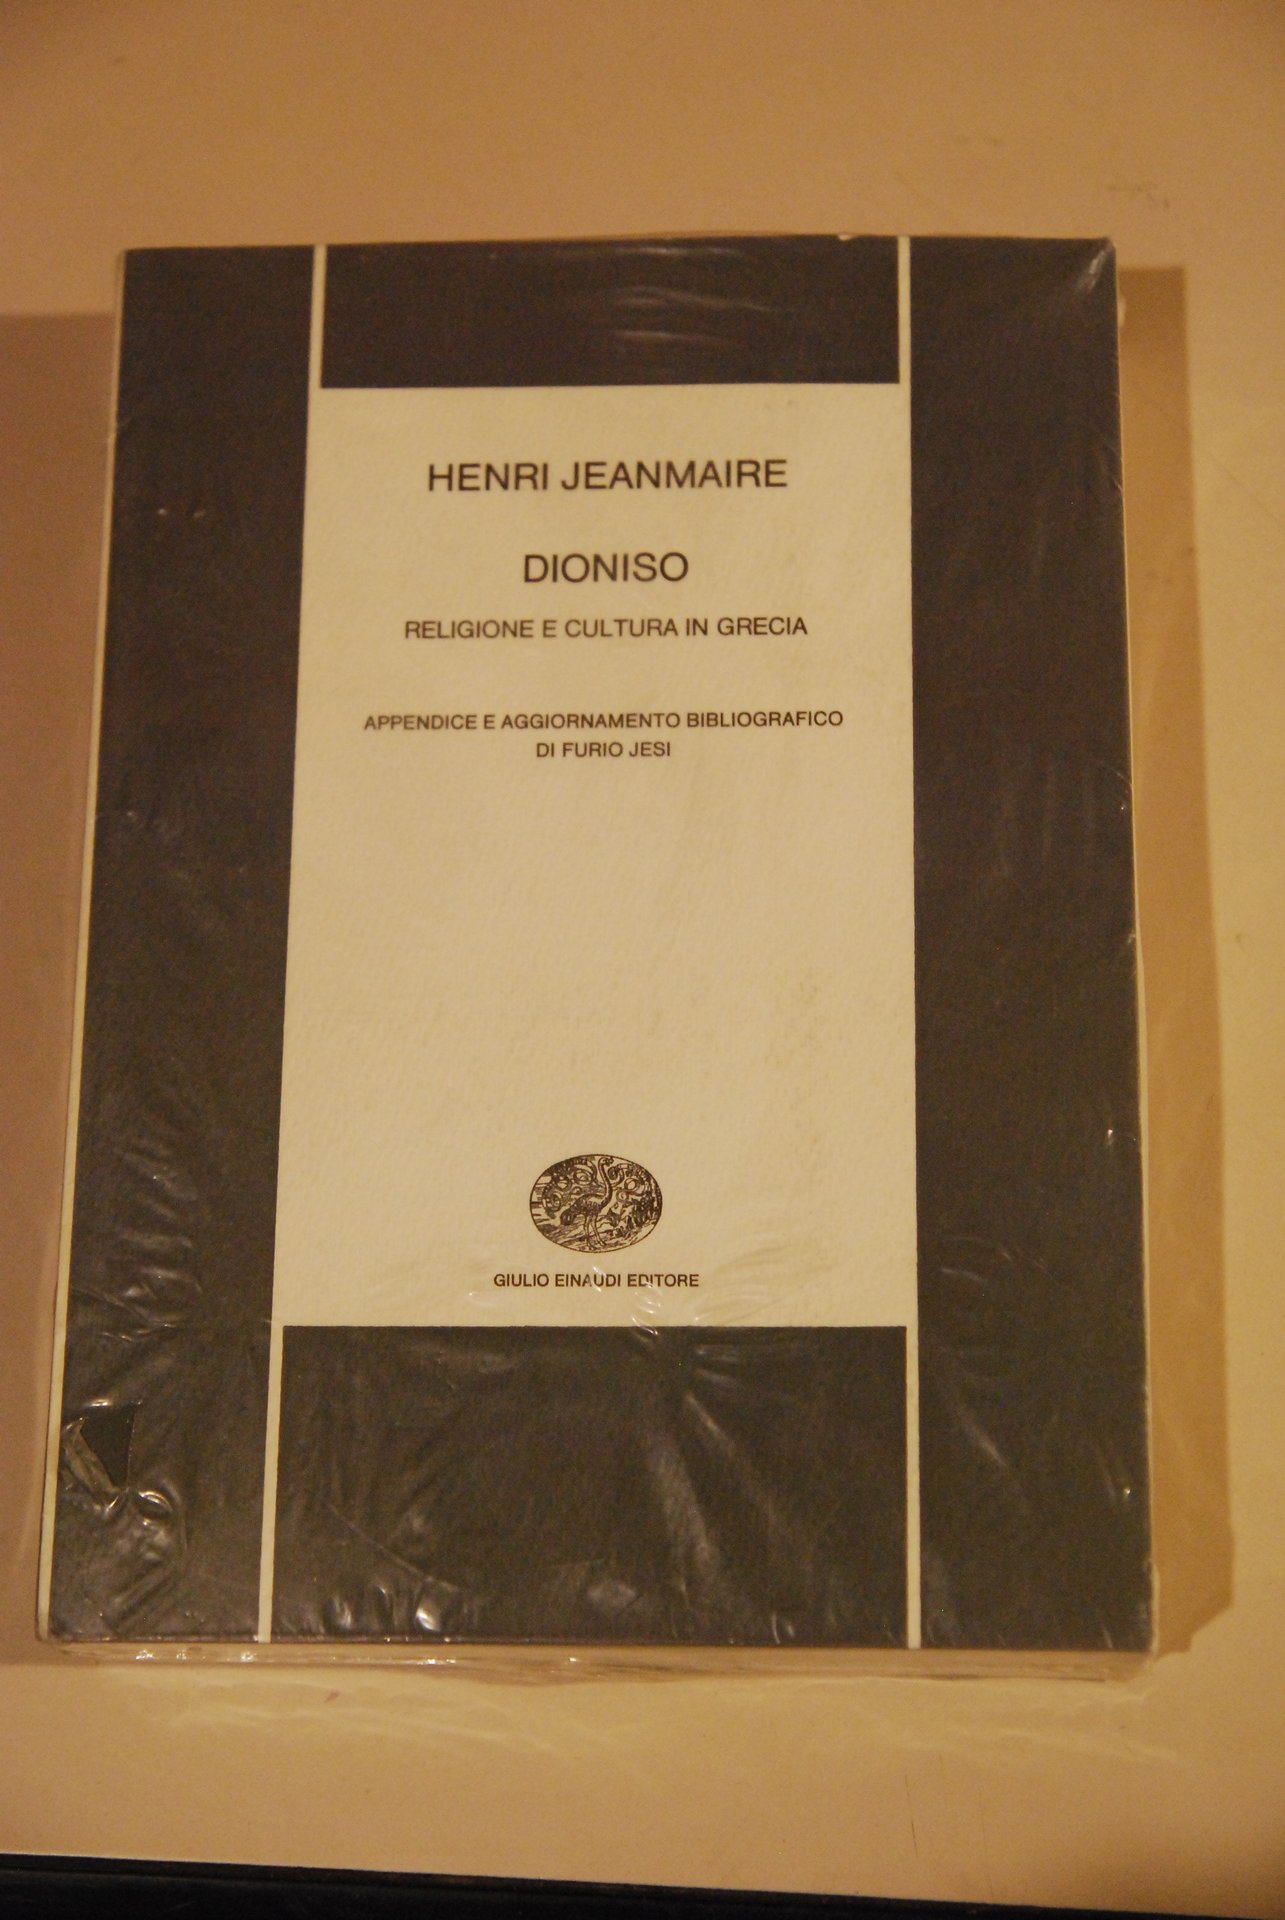 HENRI JEANMAIRE
DIONISO
RELIGIONE E CULTURA IN GRECIA
APPENDICE E AGGIORNAMENTO BIBLIOGRAFICO
DI FURIO JESI
GIULIO EINAUDI EDITORE